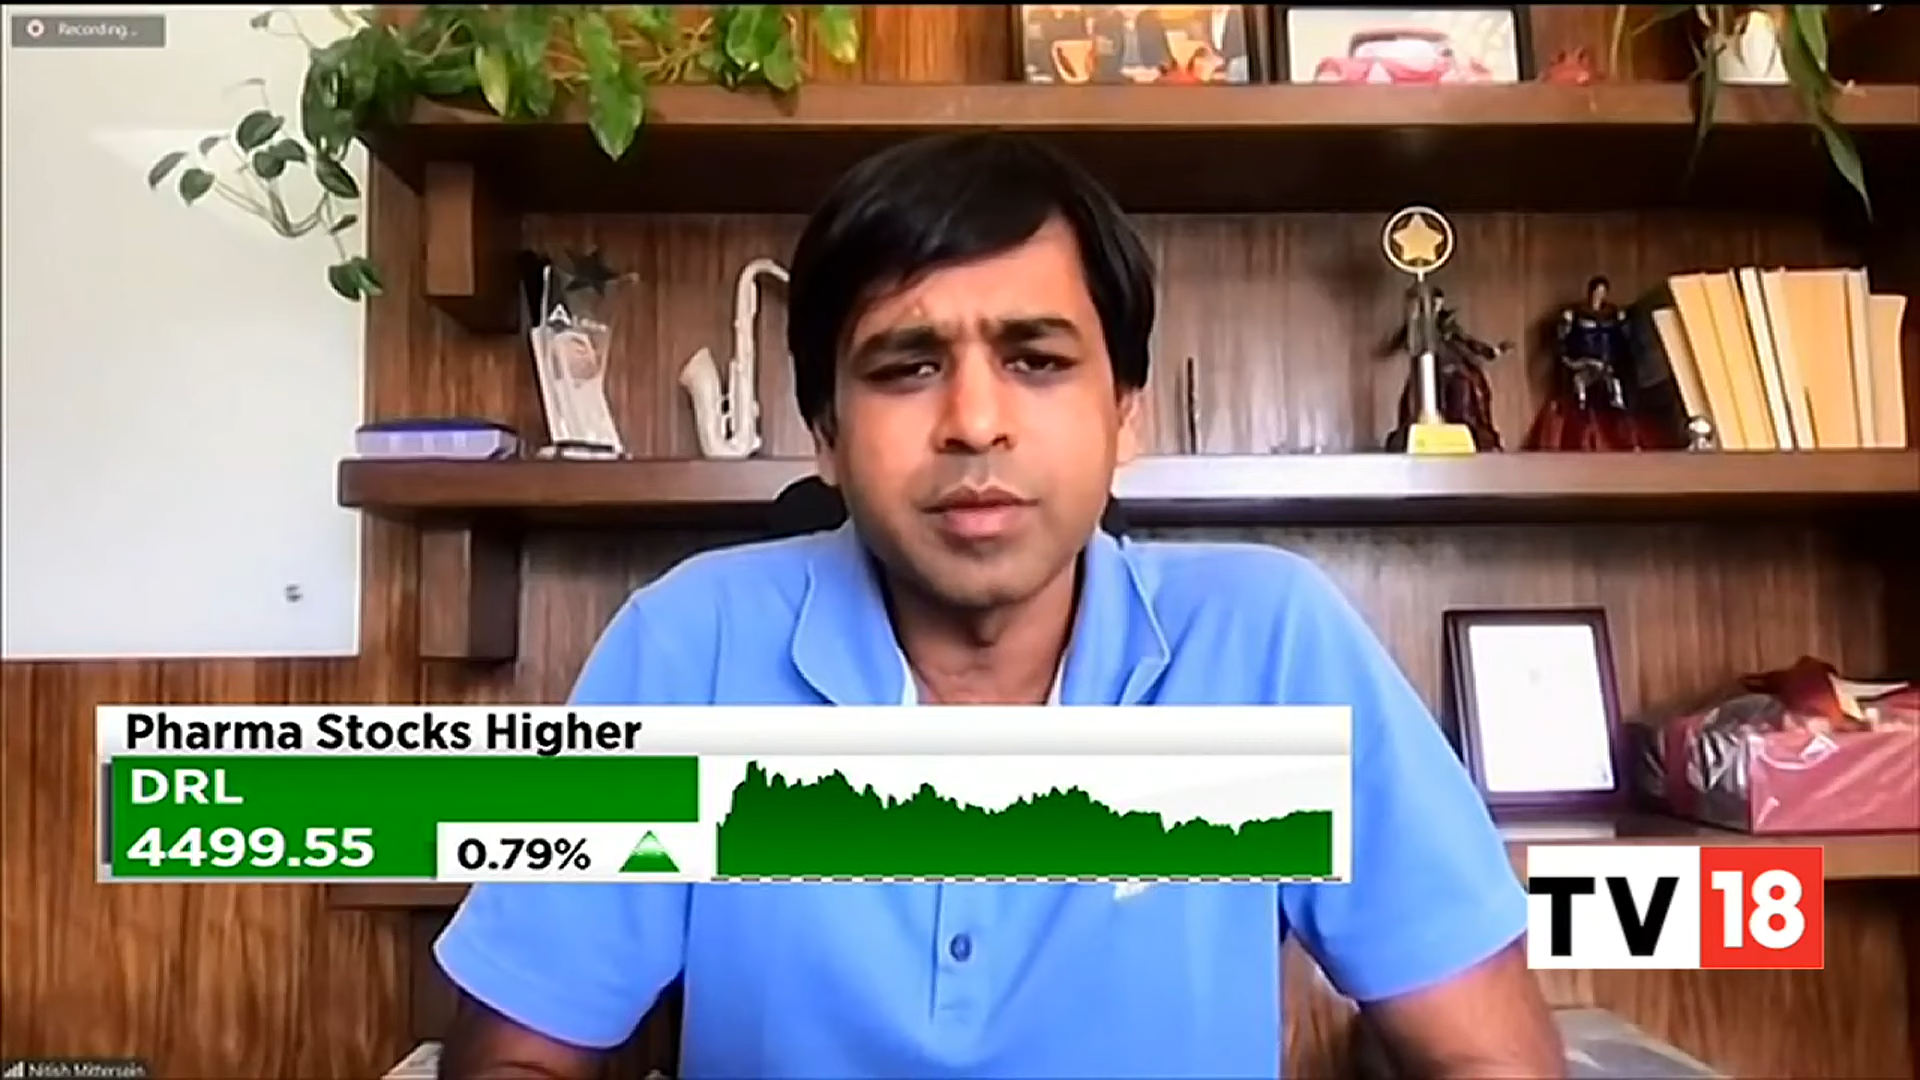 Recording...
Pharma Stocks Higher
DRL
4499.55
0.79%
TV18
Nitish Mittersain